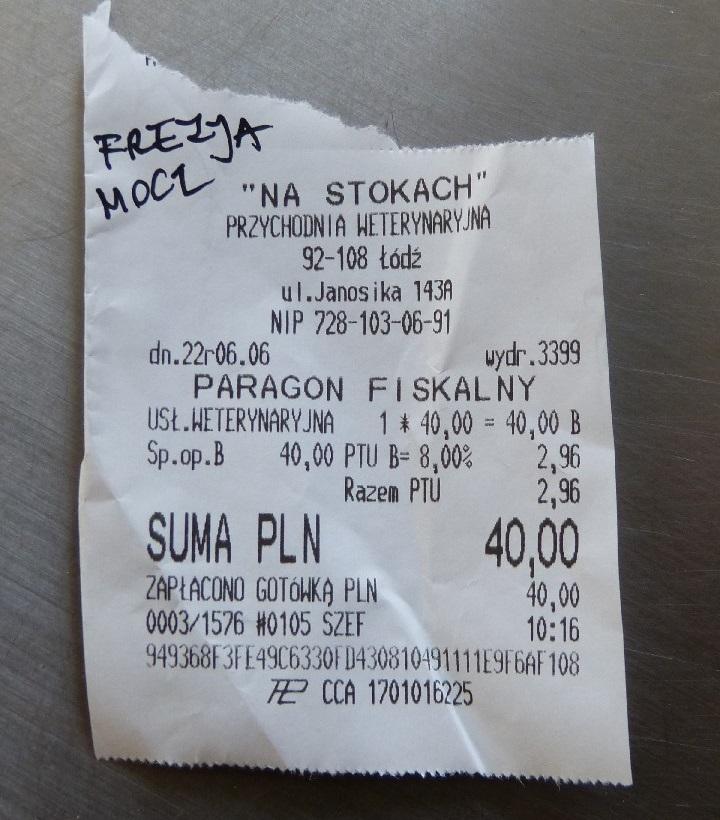 FREZJA
MOCZ
"NA STOKACH"
PRZYCHODNIA WETERYNARYJNA
92-108 Łódź
ul.Janosika 143A
NIP 728-103-06-91
dn.22r06.06 wydr.3399
PARAGON FISKALNY
USŁ.WETERYNARYJNA 1 * 40,00 = 40,00 B
Sp.op.B 40,00 PTU B= 8,00% 2,96
Razem PTU 2,96
SUMA PLN 40,00
ZAPŁACONO GOTÓWKĄ PLN 40,00
0003/1576 #0105 SZEF 10:16
949368F3FE49C6330FD430810491111E9F6AF108
CCA 1701016225